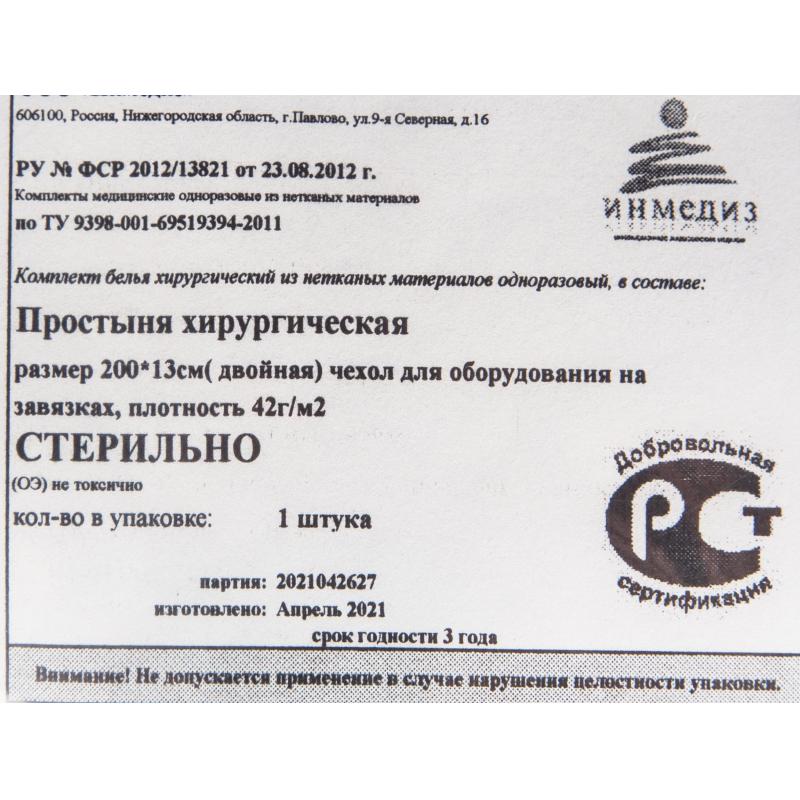 606100, Россия, Нижегородская область, г.Павлово, ул.9-я Северная, д.16
РУ № ФСР 2012/13821 от 23.08.2012 г.
Комплекты медицинские одноразовые из нетканых материалов
по ТУ 9398-001-69519394-2011
ИНМЕДИЗ
Комплект белья хирургический из нетканых материалов одноразовый, в составе:
Простыня хирургическая
размер 200*13см( двойная) чехол для оборудования на
завязках, плотность 42г/м2
СТЕРИЛЬНО
(ОЭ) не токсично
кол-во в упаковке: 1 штука
Добровольная
РСТ
сертификация
партия: 2021042627
изготовлено: Апрель 2021
срок годности 3 года
Внимание! Не допускается применение в случае нарушения целостности упаковки.